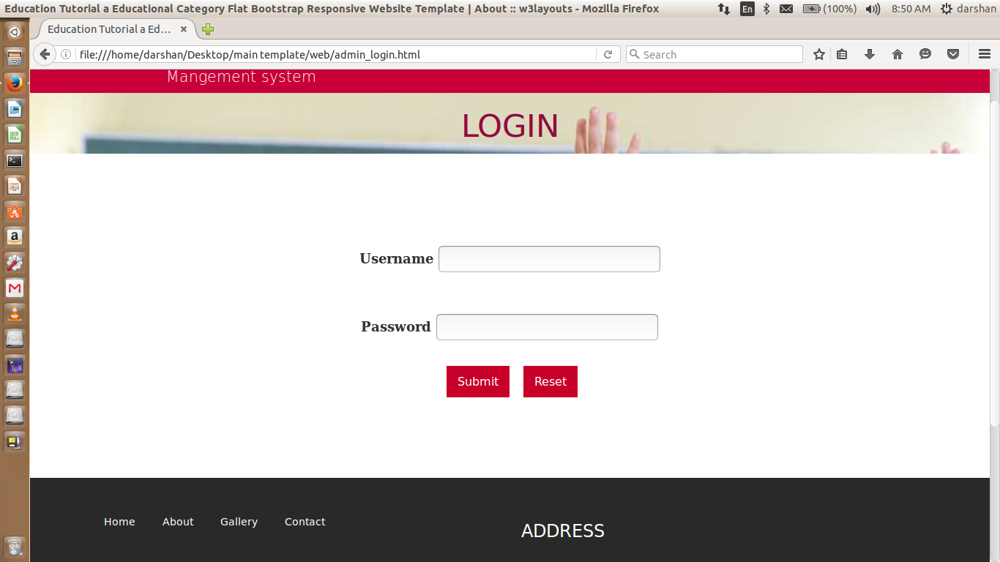 Education Tutorial a Educational Category Flat Bootstrap Responsive Website Template | About :: w3layouts - Mozilla Firefox
En (100%) 8:50 AM darshan
Education Tutorial a Ed...
file:///home/darshan/Desktop/main template/web/admin_login.html
Search
Mangement system
LOGIN
Username
Password
Submit Reset
Home About Gallery Contact
ADDRESS